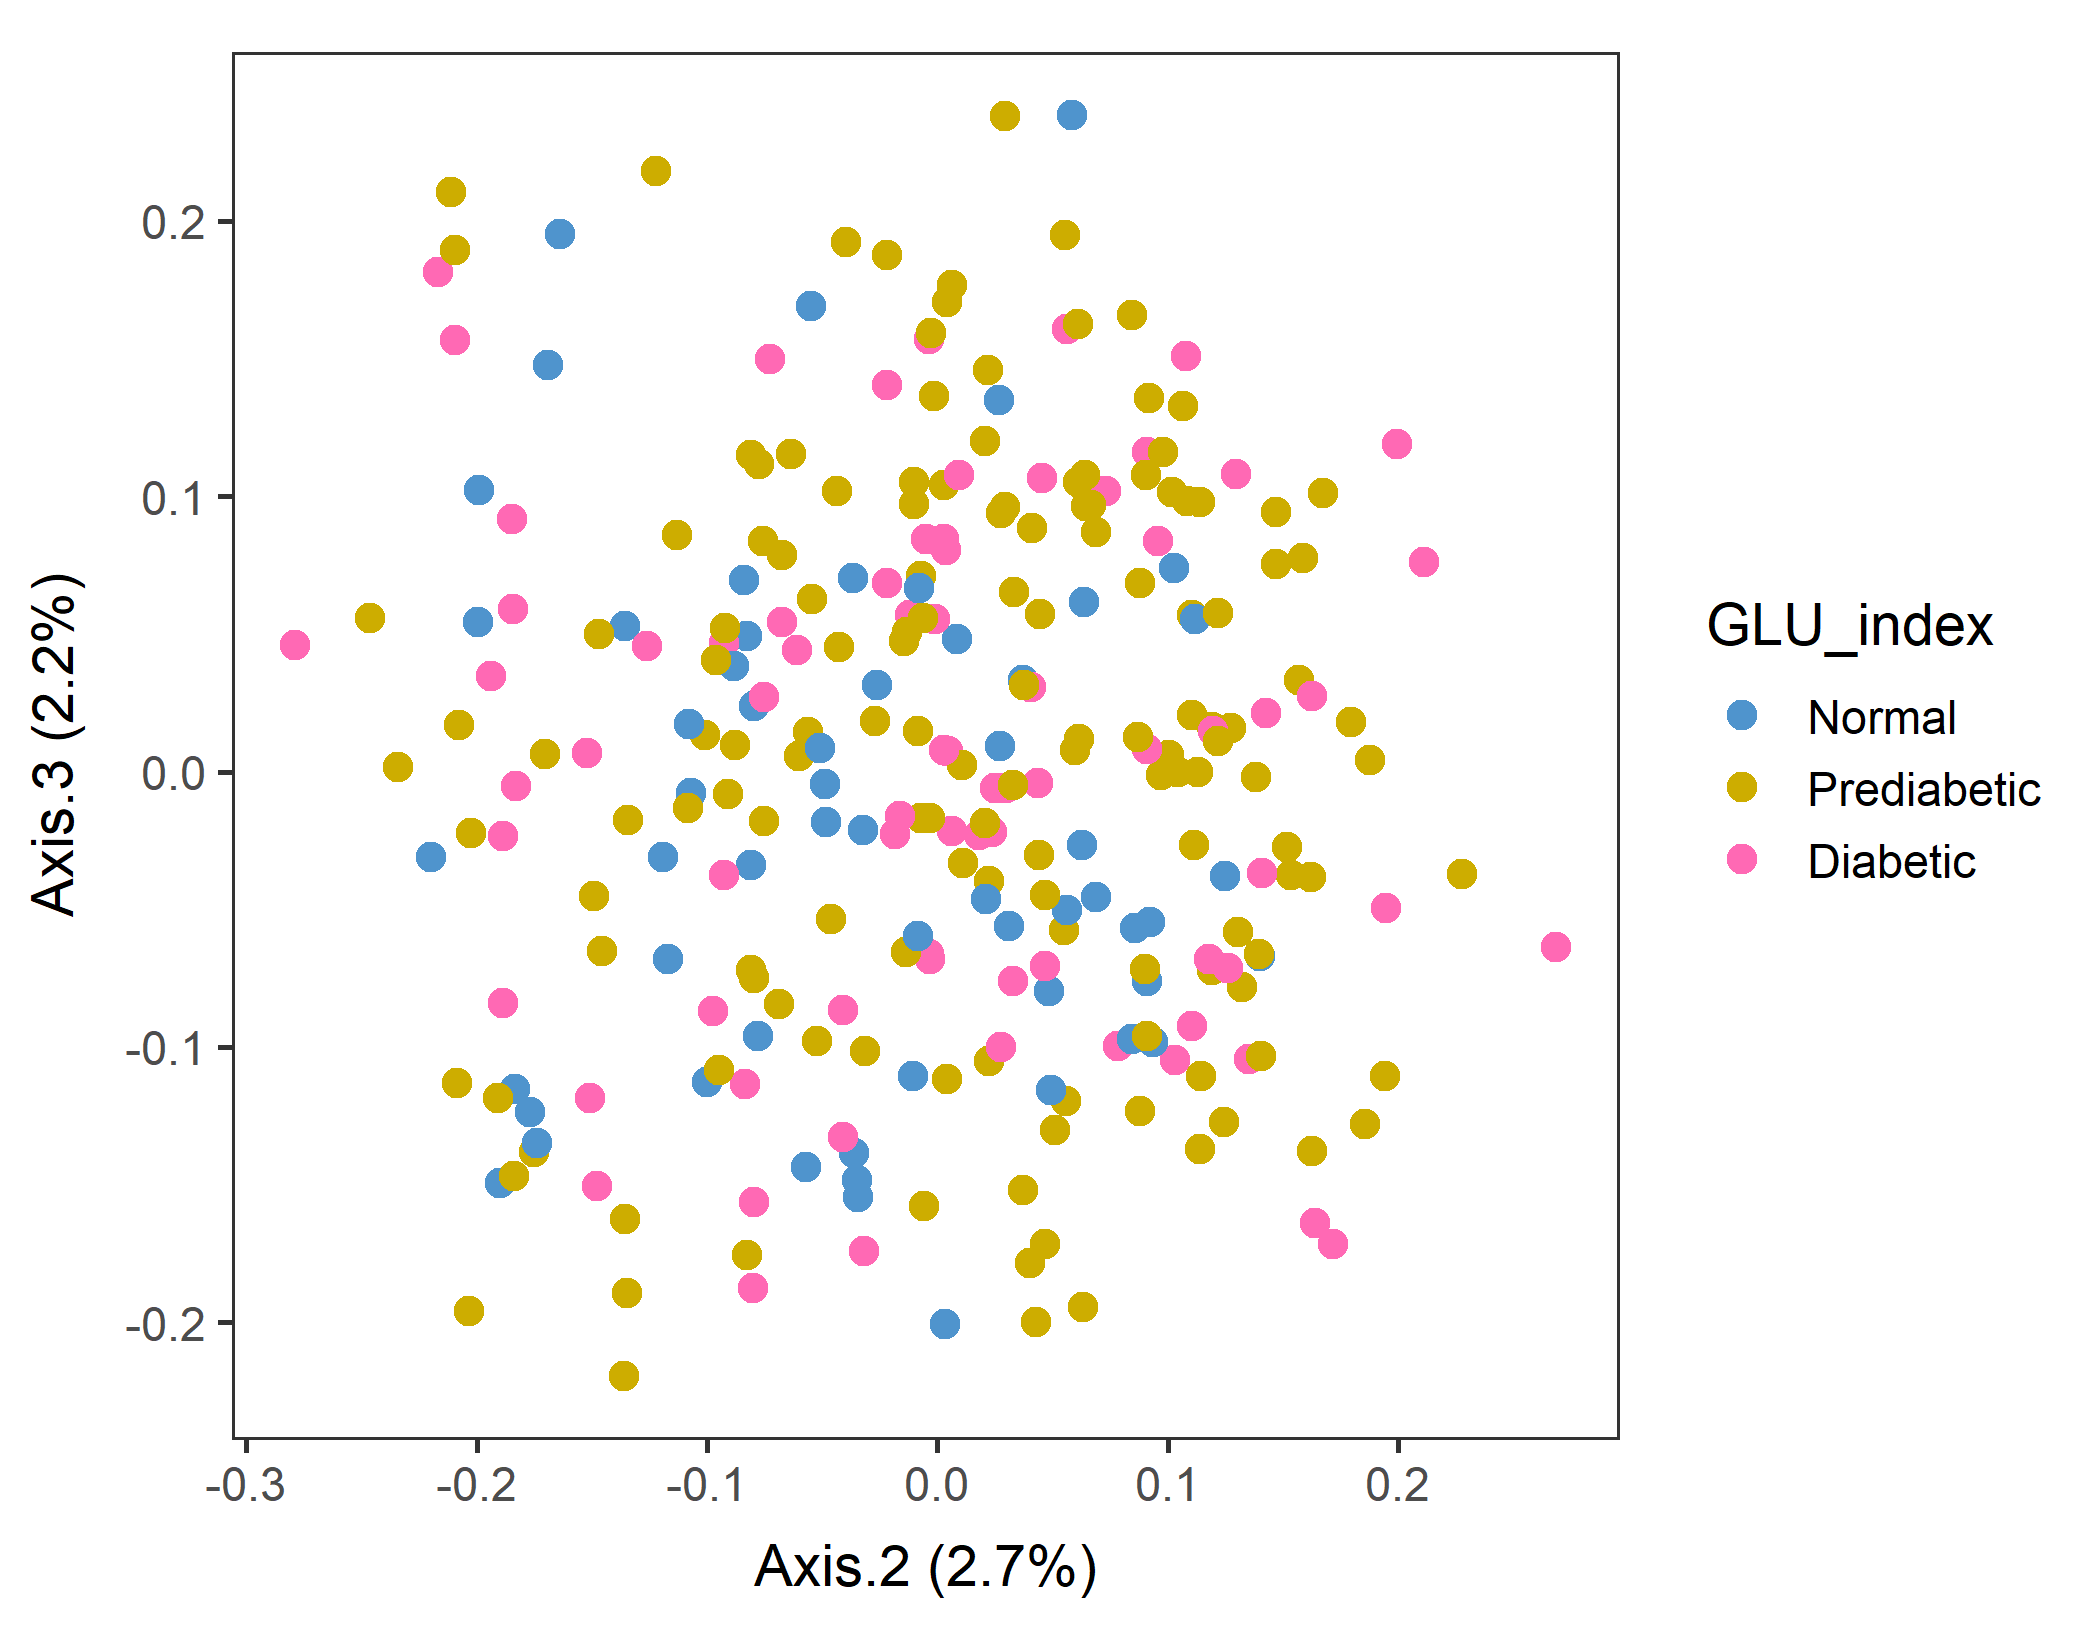 0.2
0.1
0.0
-0.1
-0.2
Axis.3 (2.2%)
-0.3 -0.2 -0.1 0.0 0.1 0.2
Axis.2 (2.7%)
GLU_index
Normal
Prediabetic
Diabetic